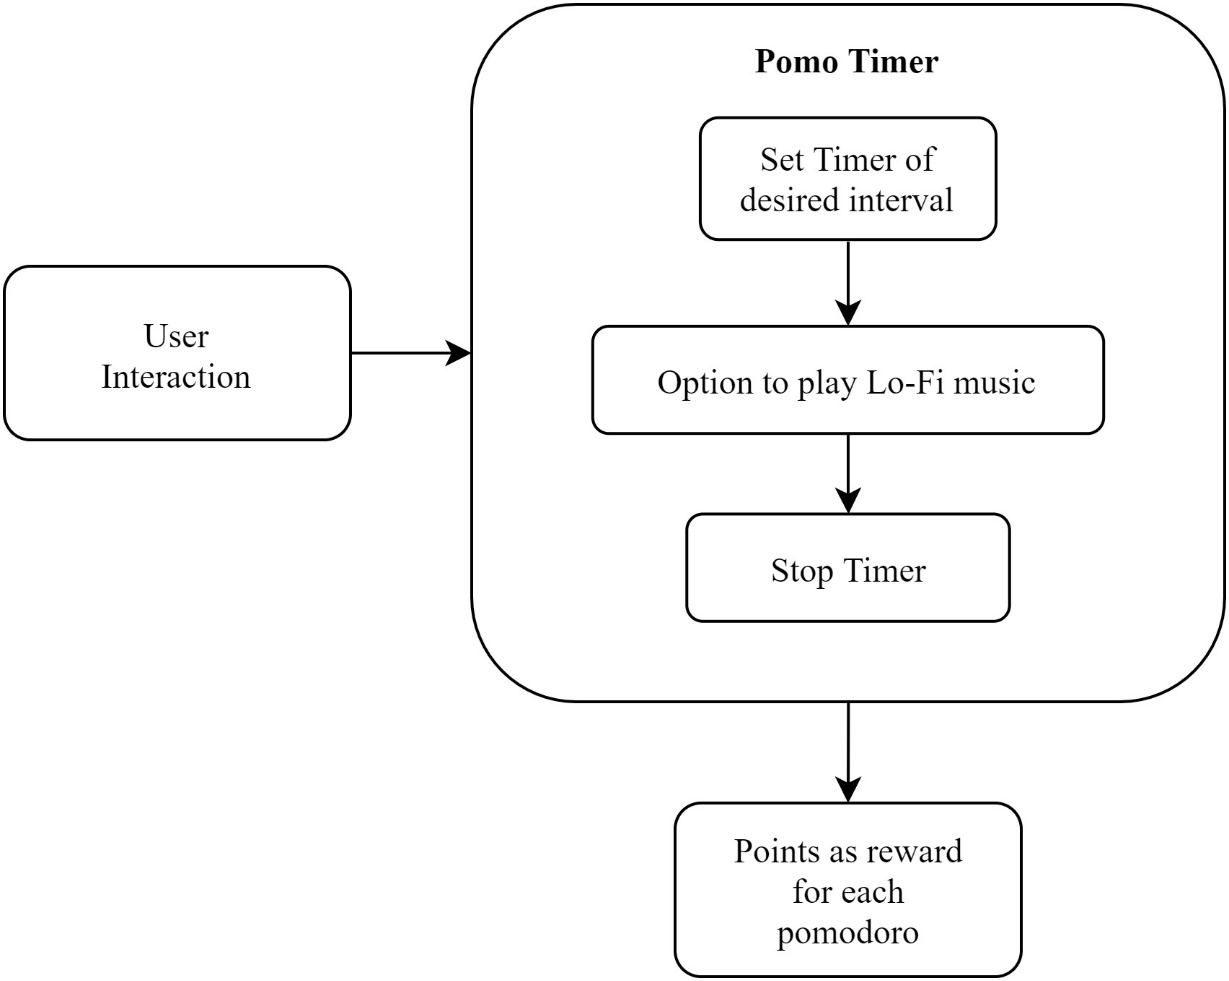 Pomo Timer
Set Timer of
desired interval
User
Interaction
Option to play Lo-Fi music
Stop Timer
Points as reward
for each
pomodoro